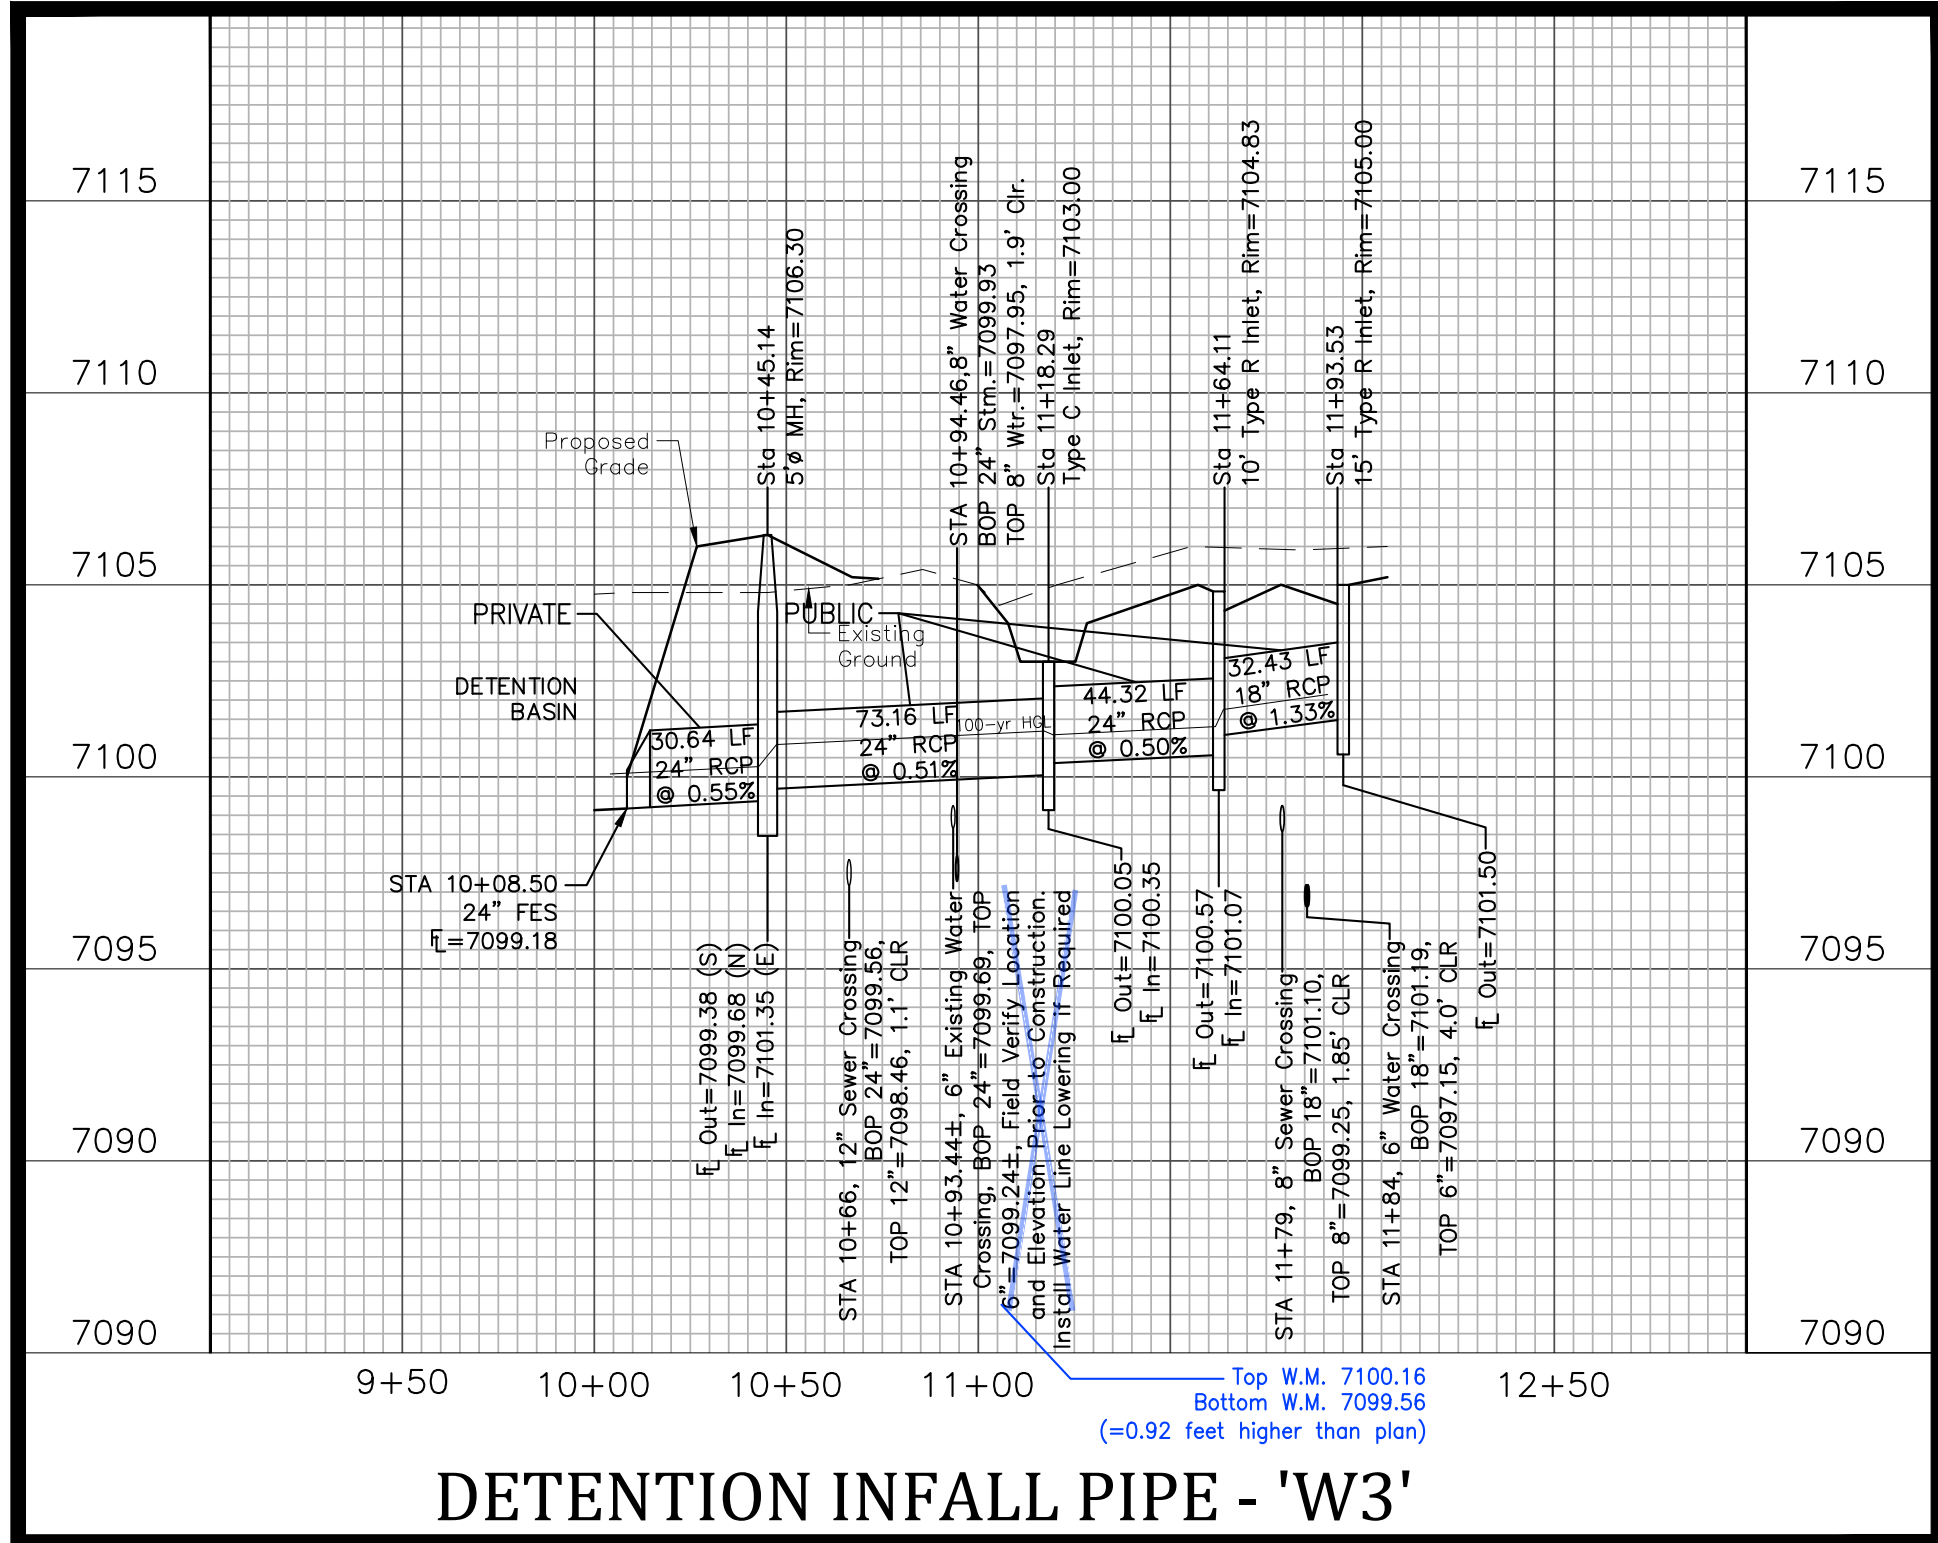 7115
7110
7105
7100
7095
7090
7090
7115
7110
7105
7100
7095
7090
7090
Sta 10+45.14
5'ø MH, Rim=7106.30
STA 10+94.46,8" Water Crossing
BOP 24" Stm.=7099.93
TOP 8" Wtr.=7097.95, 1.9' Clr.
Sta 11+18.29
Type C Inlet, Rim=7103.00
Sta 11+64.11
10' Type R Inlet, Rim=7104.83
Sta 11+93.53
15' Type R Inlet, Rim=7105.00
Proposed
Grade
PRIVATE
PUBLIC
Existing
Ground
DETENTION
BASIN
30.64 LF
24" RCP
@ 0.55%
73.16 LF
24" RCP
@ 0.51%
100-yr HGL
44.32 LF
24" RCP
@ 0.50%
32.43 LF
18" RCP
@ 1.33%
STA 10+08.50
24" FES
FL=7099.18
FL Out=7099.38 (S)
FL In=7099.68 (N)
FL In=7101.35 (E)
STA 10+66, 12" Sewer Crossing
BOP 24"=7099.56,
TOP 12"=7098.46, 1.1' CLR
STA 10+93.44±, 6" Existing Water
Crossing, BOP 24"=7099.69, TOP
6"=7099.24±, Field Verify Location
and Elevation Prior to Construction.
Install Water Line Lowering if Required
FL Out=7100.05
FL In=7100.35
FL Out=7100.57
FL In=7101.07
STA 11+79, 8" Sewer Crossing
BOP 18"=7101.10,
TOP 8"=7099.25, 1.85' CLR
STA 11+84, 6" Water Crossing
BOP 18"=7101.19,
TOP 6"=7097.15, 4.0' CLR
FL Out=7101.50
9+50
10+00
10+50
11+00
12+50
Top W.M. 7100.16
Bottom W.M. 7099.56
(=0.92 feet higher than plan)
DETENTION INFALL PIPE - 'W3'